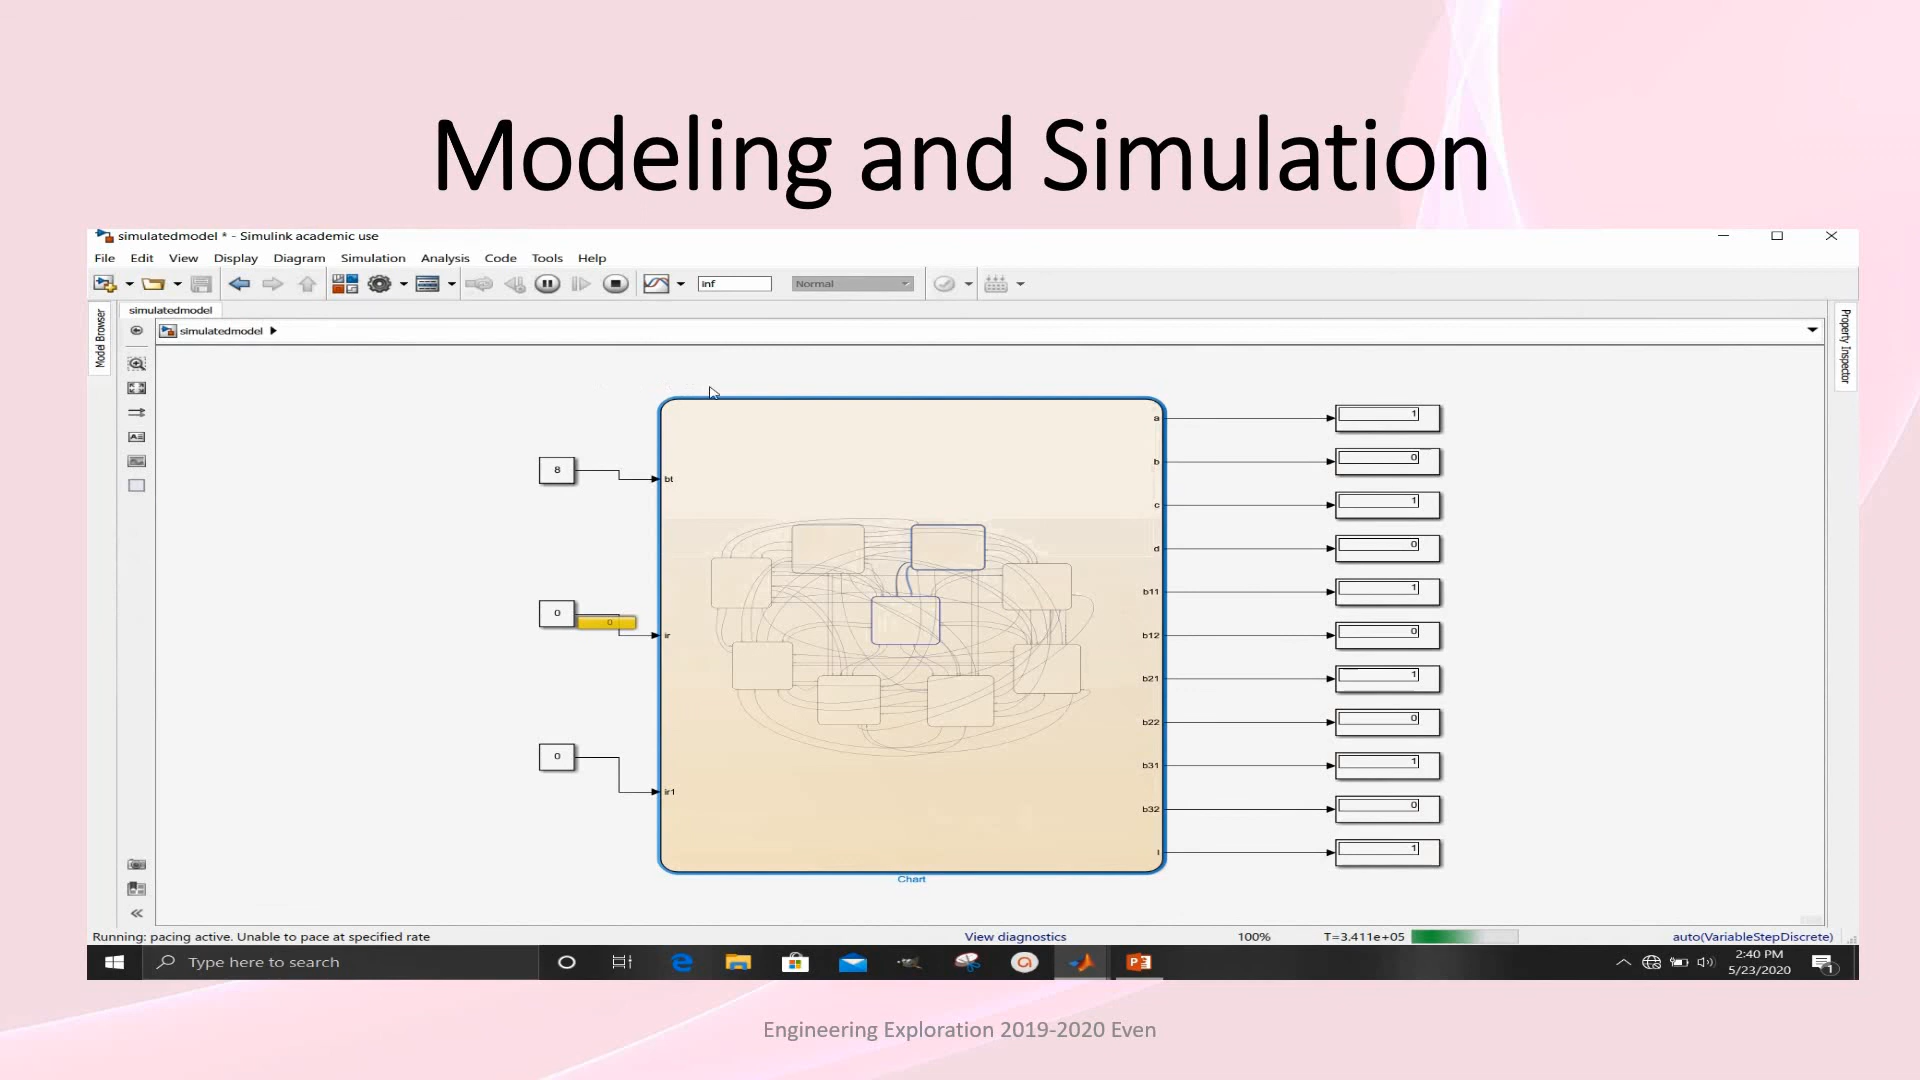 Modeling and Simulation
simulatedmodel * - Simulink academic use
File Edit View Display Diagram Simulation Analysis Code Tools Help
inf Normal
simulatedmodel
simulatedmodel
Model Browser
Property Inspector
8 bt
0 0 ir
0 ir1
a 1
b 0
c 1
d 0
b11 1
b12 0
b21 1
b22 0
b31 1
b32 0
l 1
Chart
Running: pacing active. Unable to pace at specified rate View diagnostics 100% T=3.411e+05 auto(VariableStepDiscrete)
Type here to search
2:40 PM
5/23/2020
1
Engineering Exploration 2019-2020 Even